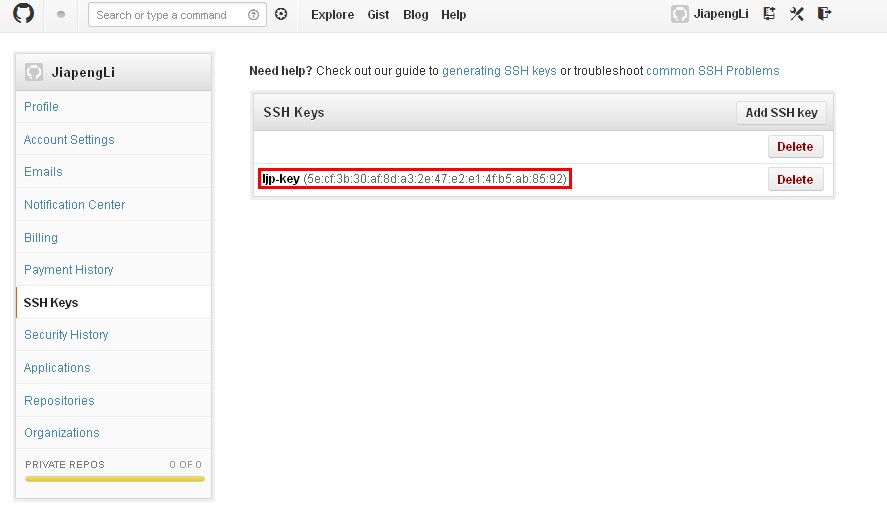 Search or type a command
Explore Gist Blog Help
JiapengLi
JiapengLi
Profile
Account Settings
Emails
Notification Center
Billing
Payment History
SSH Keys
Security History
Applications
Repositories
Organizations
PRIVATE REPOS 0 OF 0
Need help? Check out our guide to generating SSH keys or troubleshoot common SSH Problems
SSH Keys Add SSH key
Delete
ljp-key (5e:cf:3b:30:af:8d:a3:2e:47:e2:e1:4f:b5:ab:85:92) Delete